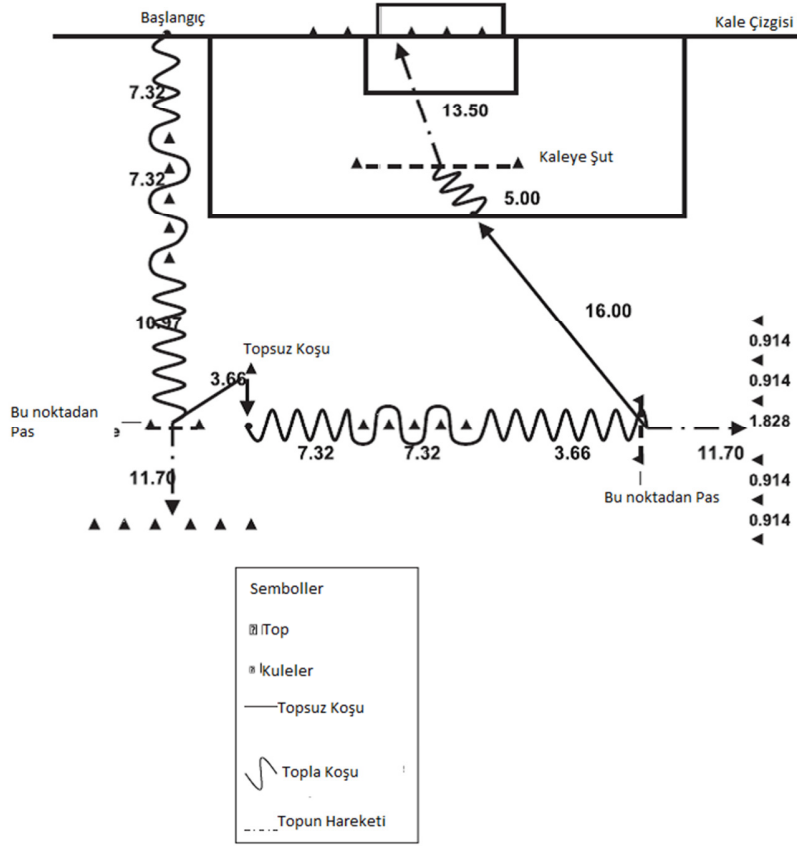 Başlangıç
Kale Çizgisi
7.32
13.50
Kaleye Şut
7.32
5.00
10.97
16.00
Topsuz Koşu
0.914
3.66
0.914
Bu noktadan
Pas
e
1.828
7.32
7.32
3.66
11.70
11.70
0.914
Bu noktadan Pas
0.914
Semboller
Top
Kuleler
Topsuz Koşu
Topla Koşu
Topun Hareketi